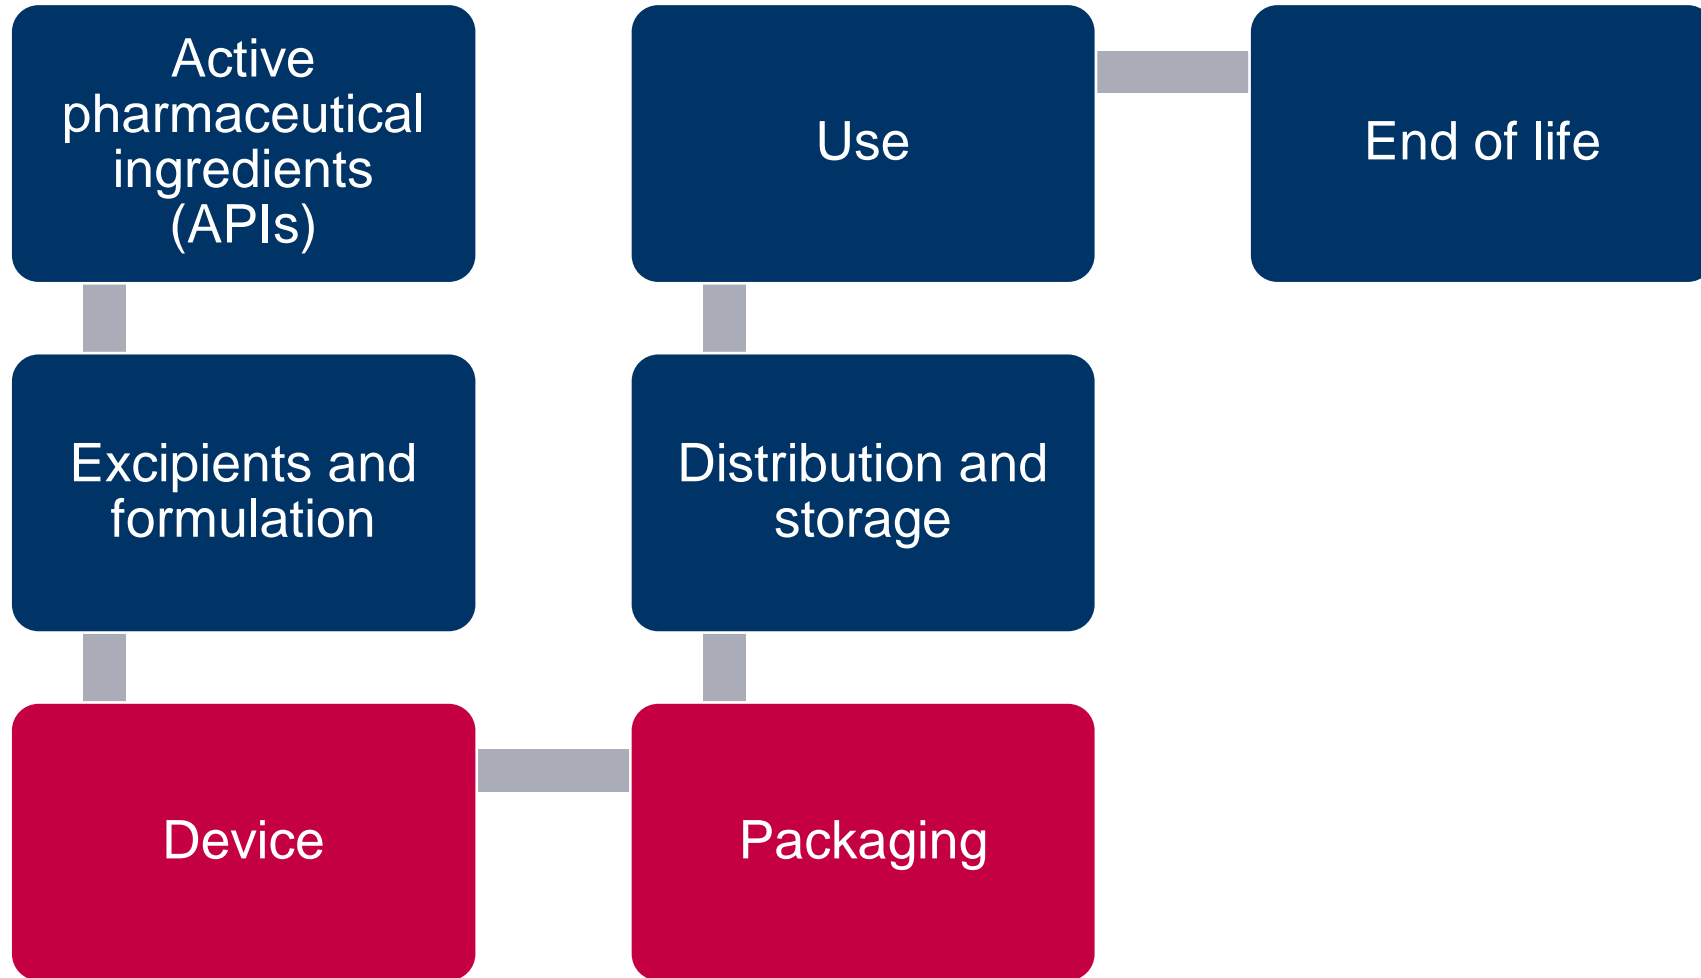 Active
pharmaceutical
ingredients
(APIs)
Excipients and
formulation
Device
Packaging
Distribution and
storage
Use
End of life